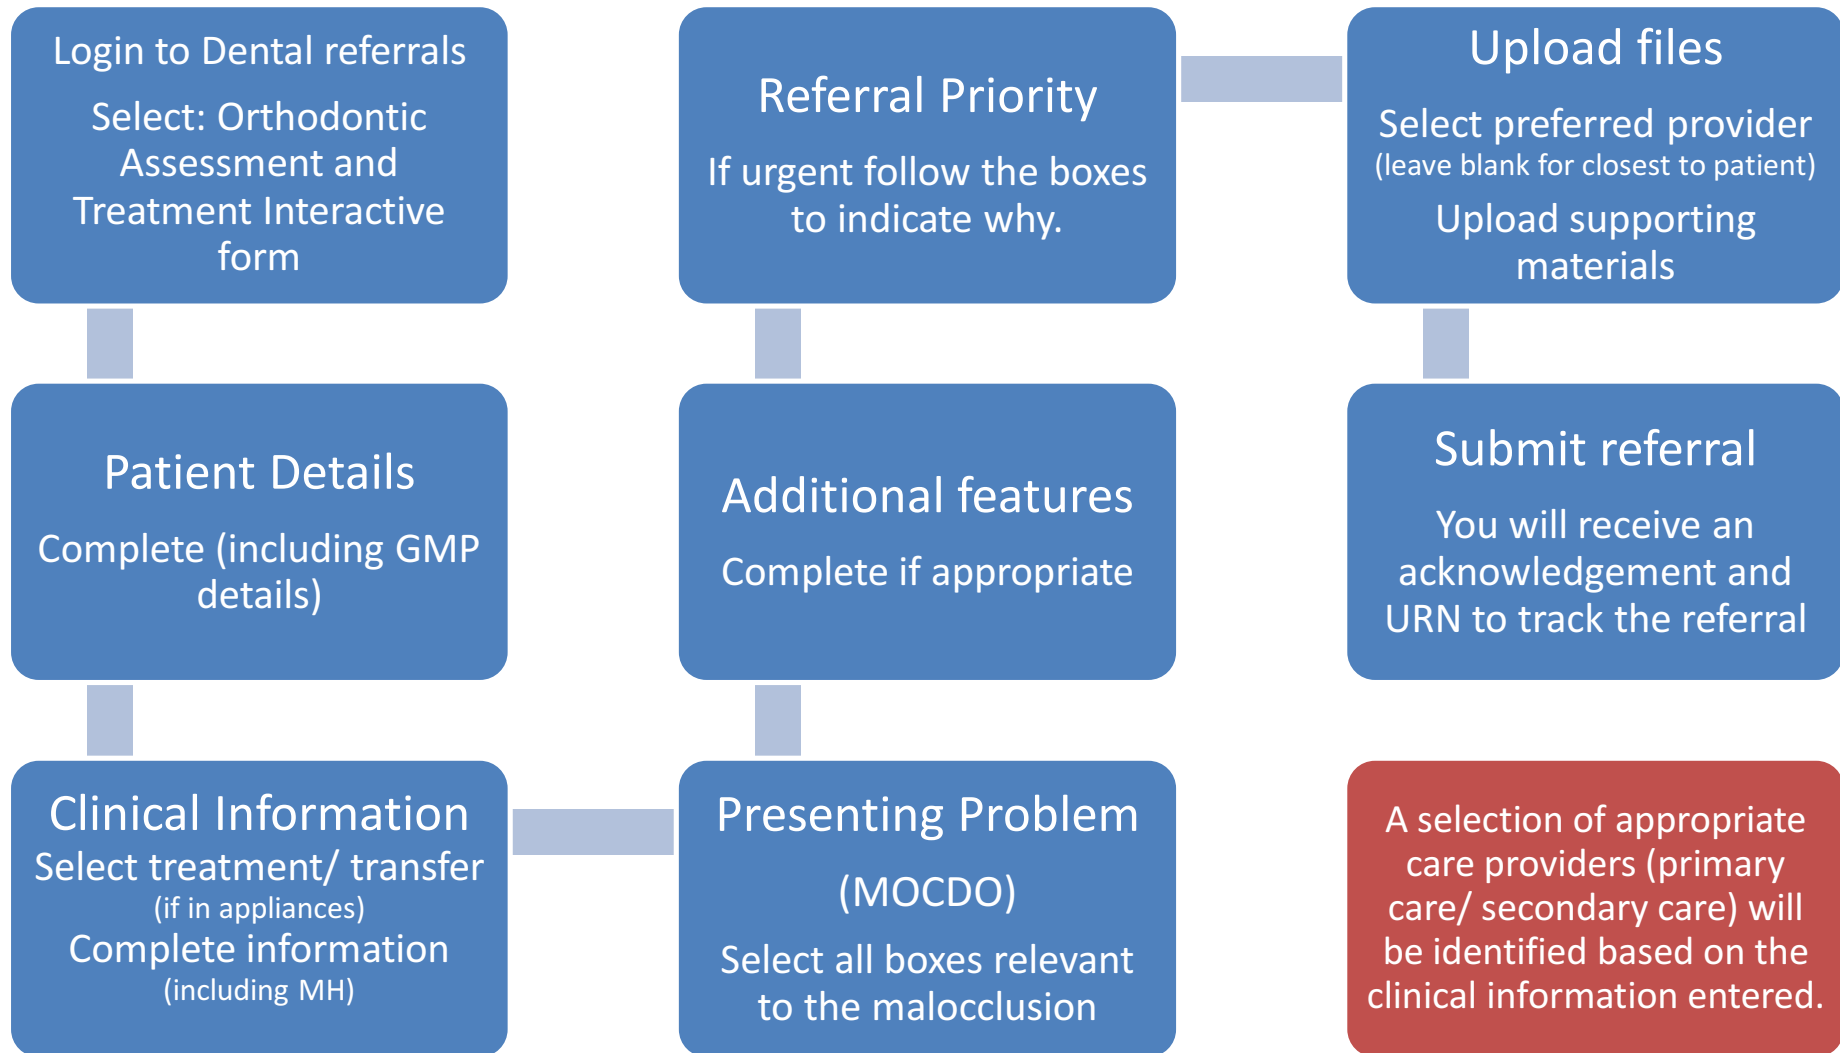 Login to Dental referrals
Select: Orthodontic
Assessment and
Treatment Interactive
form
Patient Details
Complete (including GMP
details)
Clinical Information
Select treatment/ transfer
(if in appliances)
Complete information
(including MH)
Presenting Problem
(MOCDO)
Select all boxes relevant
to the malocclusion
Additional features
Complete if appropriate
Referral Priority
If urgent follow the boxes
to indicate why.
Upload files
Select preferred provider
(leave blank for closest to patient)
Upload supporting
materials
Submit referral
You will receive an
acknowledgement and
URN to track the referral
A selection of appropriate
care providers (primary
care/ secondary care) will
be identified based on the
clinical information entered.